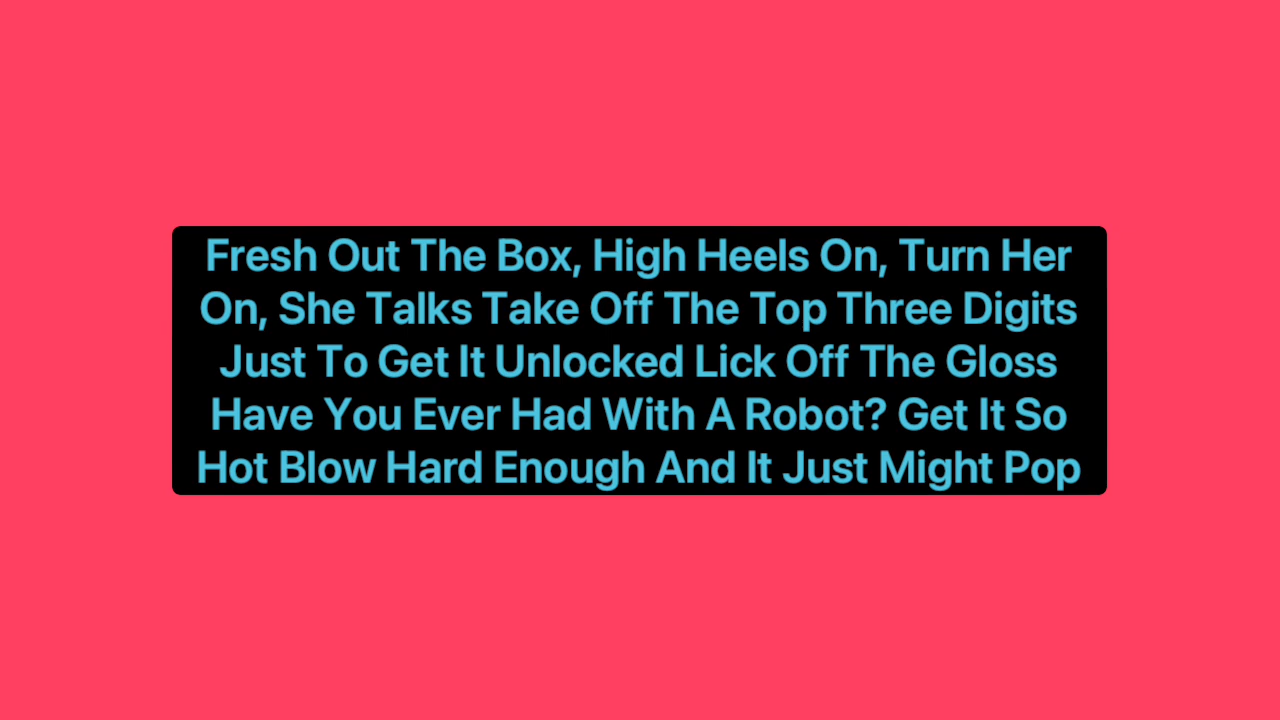 Fresh Out The Box, High Heels On, Turn Her
On, She Talks Take Off The Top Three Digits
Just To Get It Unlocked Lick Off The Gloss
Have You Ever Had With A Robot? Get It So
Hot Blow Hard Enough And It Just Might Pop